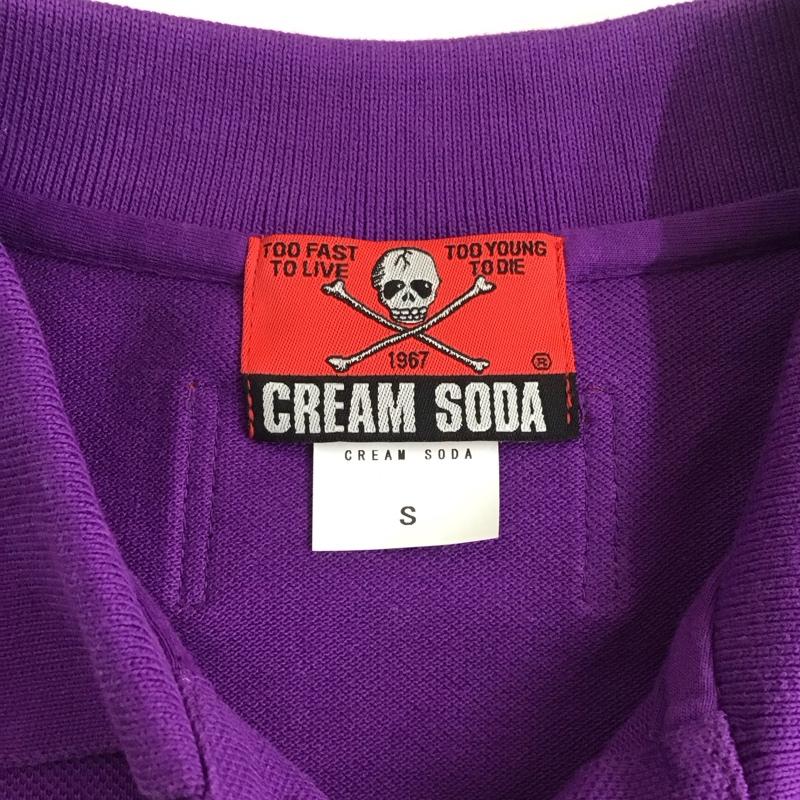 TOO FAST TOO YOUNG
TO LIVE TO DIE
1967 ®
CREAM SODA
CREAM SODA
S